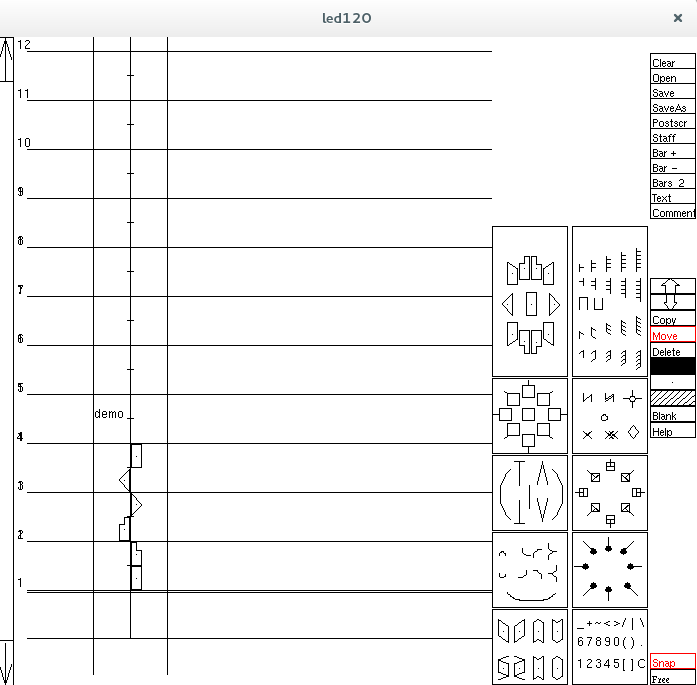 led120
12
11
10
9
8
7
6
5
demo
4
3
2
1
Clear
Open
Save
SaveAs
Postscr
Staff
Bar +
Bar -
Bars 2
Text
Comment
Copy
Move
Delete
Blank
Help
_+~<>/|\
67890().
12345[]C
Snap
Free